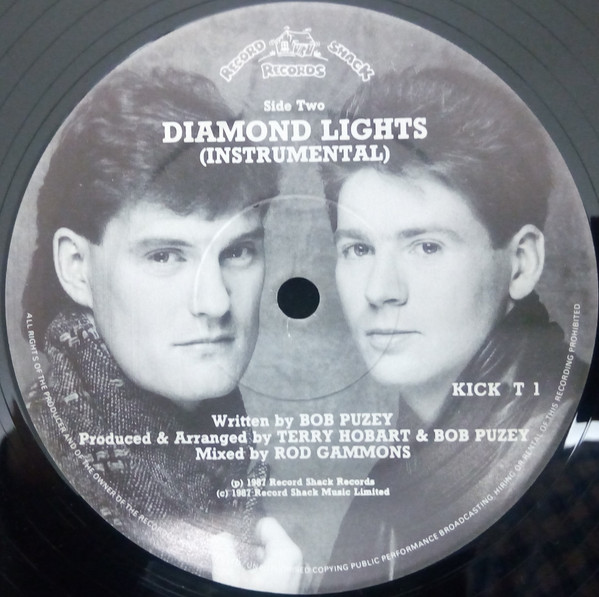 RECORD SHACK
RECORDS
Side Two
DIAMOND LIGHTS
(INSTRUMENTAL)
KICK T 1
Written by BOB PUZEY
Produced & Arranged by TERRY HOBART & BOB PUZEY
Mixed by ROD GAMMONS
(p) 1987 Record Shack Records
(c) 1987 Record Shack Music Limited
ALL RIGHTS OF THE PRODUCER AND OF THE OWNER OF THE RECORDED COPYING PUBLIC PERFORMANCE BROADCASTING HIRING OR RENTAL OF THIS RECORDING PROHIBITED